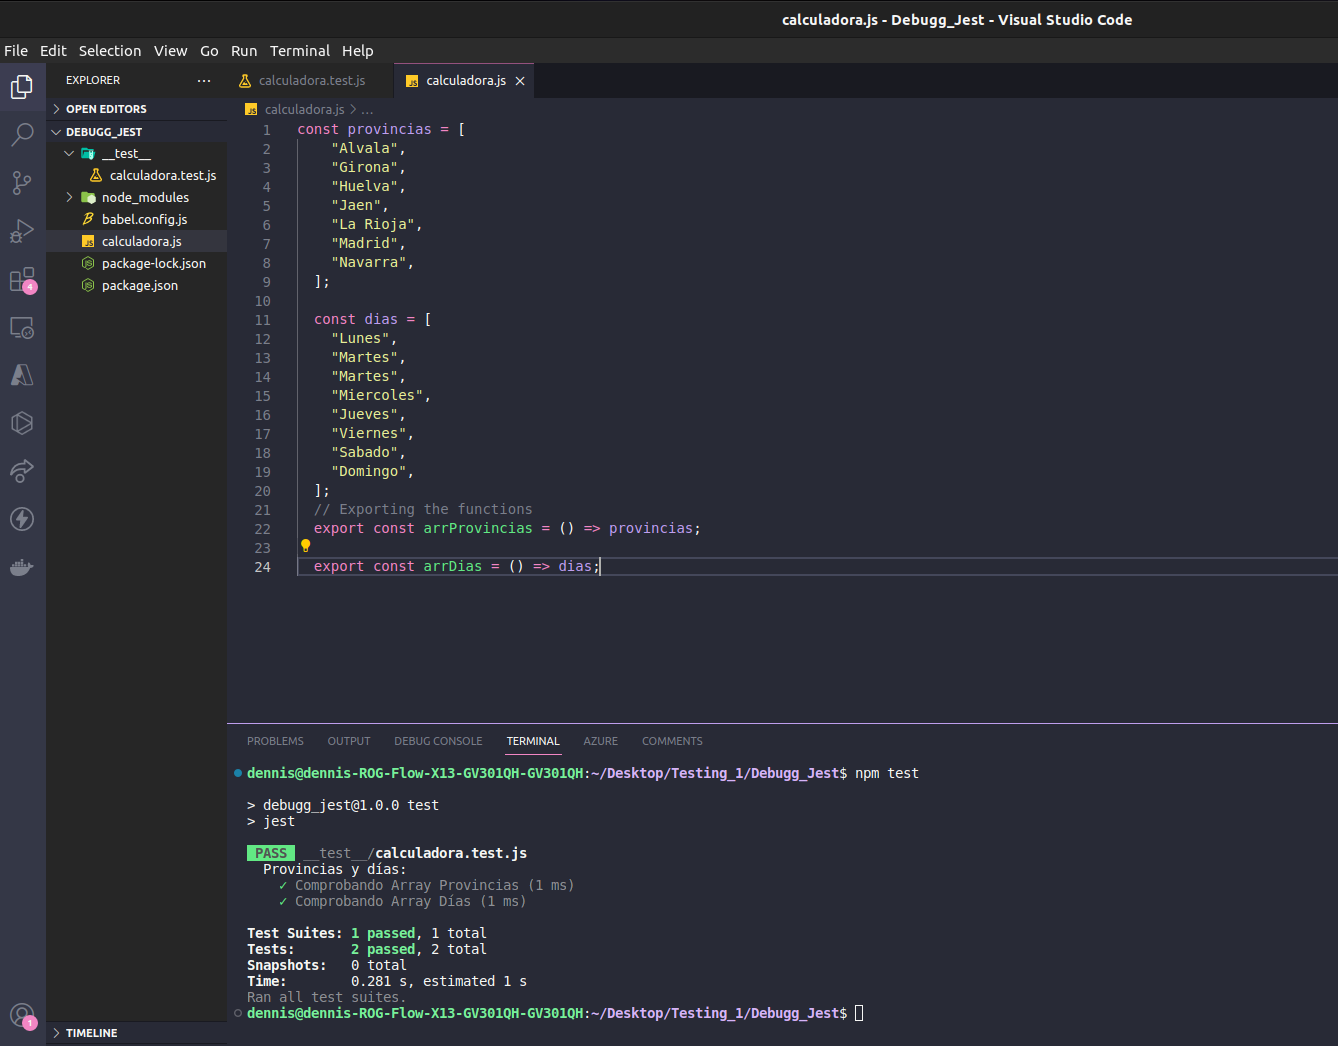 calculadora.js - Debugg_Jest - Visual Studio Code
File Edit Selection View Go Run Terminal Help
EXPLORER ...
calculadora.test.js
calculadora.js
OPEN EDITORS
DEBUGG_JEST
__test__
calculadora.test.js
node_modules
babel.config.js
calculadora.js
package-lock.json
package.json
4
1
TIMELINE
calculadora.js > ...
1 const provincias = [
2 "Alvala",
3 "Girona",
4 "Huelva",
5 "Jaen",
6 "La Rioja",
7 "Madrid",
8 "Navarra",
9 ];
10
11 const dias = [
12 "Lunes",
13 "Martes",
14 "Martes",
15 "Miercoles",
16 "Jueves",
17 "Viernes",
18 "Sabado",
19 "Domingo",
20 ];
21 // Exporting the functions
22 export const arrProvincias = () => provincias;
23
24 export const arrDias = () => dias;
PROBLEMS OUTPUT DEBUG CONSOLE TERMINAL AZURE COMMENTS
dennis@dennis-ROG-Flow-X13-GV301QH-GV301QH:~/Desktop/Testing_1/Debugg_Jest$ npm test
> debugg_jest@1.0.0 test
> jest
PASS __test__/calculadora.test.js
Provincias y días:
✓ Comprobando Array Provincias (1 ms)
✓ Comprobando Array Días (1 ms)
Test Suites: 1 passed, 1 total
Tests: 2 passed, 2 total
Snapshots: 0 total
Time: 0.281 s, estimated 1 s
Ran all test suites.
dennis@dennis-ROG-Flow-X13-GV301QH-GV301QH:~/Desktop/Testing_1/Debugg_Jest$